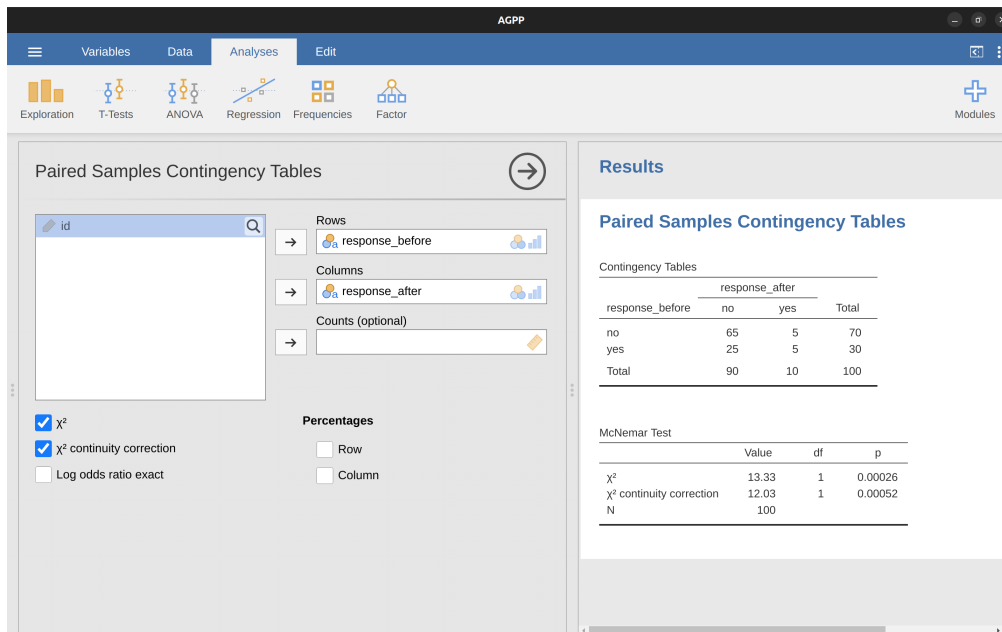 AGPP
Variables Data Analyses Edit
Exploration T-Tests ANOVA Regression Frequencies Factor Modules
Paired Samples Contingency Tables
id
Rows
response_before
Columns
response_after
Counts (optional)
χ²
χ² continuity correction
Log odds ratio exact
Percentages
Row
Column
Results
Paired Samples Contingency Tables
Contingency Tables
response_after
response_before no yes Total
no 65 5 70
yes 25 5 30
Total 90 10 100
McNemar Test
Value df p
χ² 13.33 1 0.00026
χ² continuity correction 12.03 1 0.00052
N 100